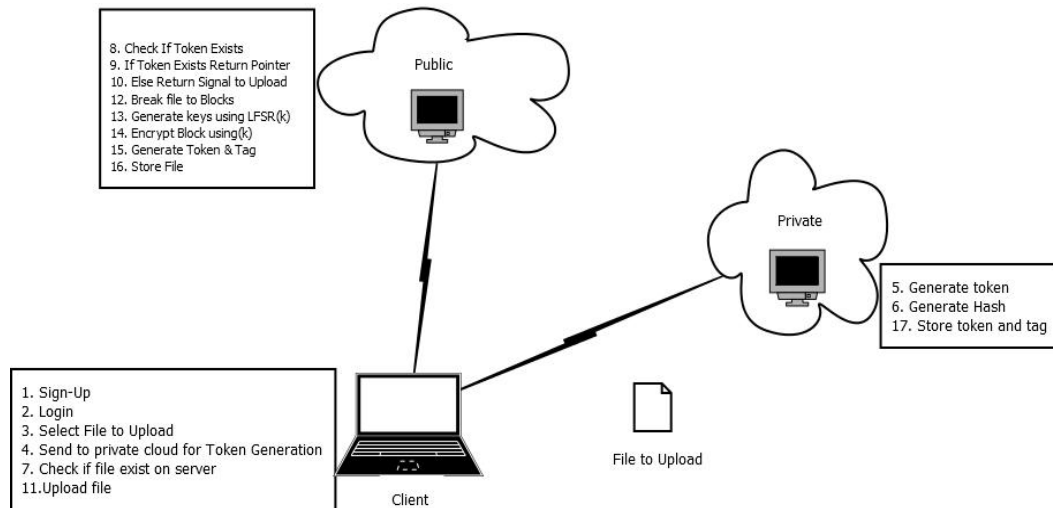 8. Check If Token Exists
9. If Token Exists Return Pointer
10. Else Return Signal to Upload
12. Break file to Blocks
13. Generate keys using LFSR(k)
14. Encrypt Block using(k)
15. Generate Token & Tag
16. Store File
Public
Private
5. Generate token
6. Generate Hash
17. Store token and tag
1. Sign-Up
2. Login
3. Select File to Upload
4. Send to private cloud for Token Generation
7. Check if file exist on server
11.Upload file
Client
File to Upload